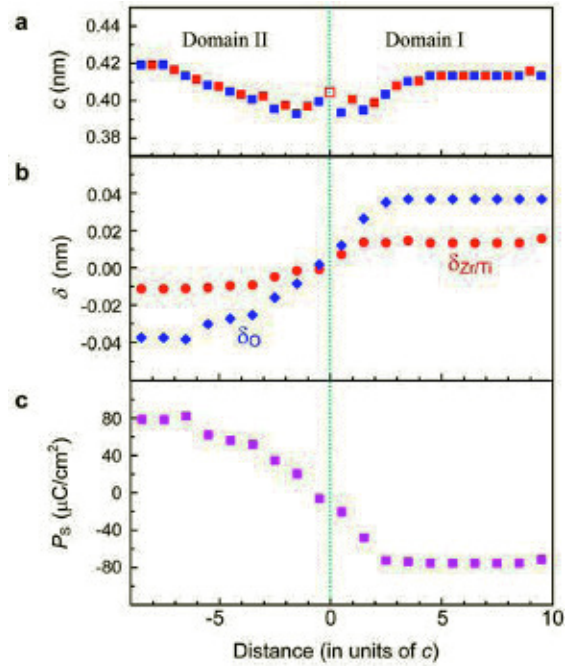 a
0.44
0.42
0.40
0.38
c (nm)
Domain II
Domain I
b
0.04
0.02
0.00
-0.02
-0.04
δ (nm)
δZr/Ti
δO
c
80
40
0
-40
-80
PS (μC/cm²)
-5
0
5
10
Distance (in units of c)